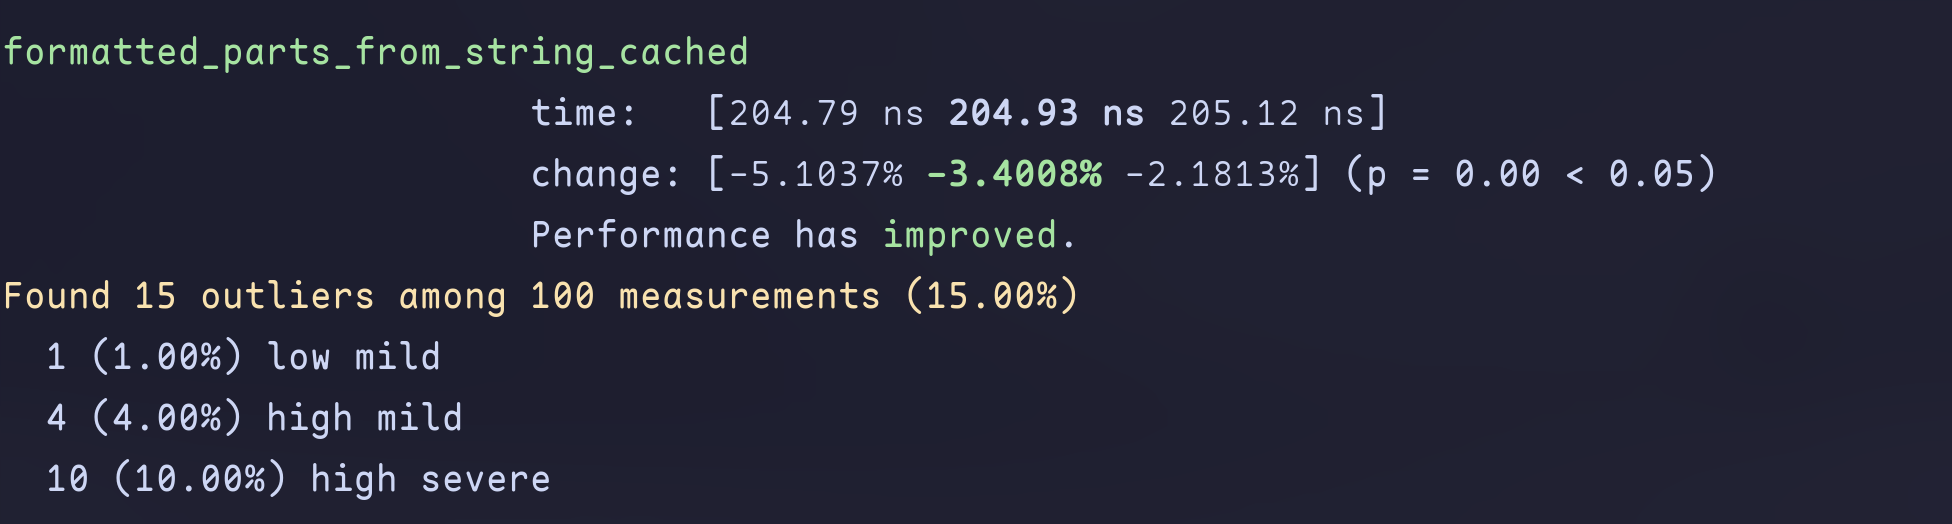 formatted_parts_from_string_cached
time: [204.79 ns 204.93 ns 205.12 ns]
change: [-5.1037% -3.4008% -2.1813%] (p = 0.00 < 0.05)
Performance has improved.
Found 15 outliers among 100 measurements (15.00%)
1 (1.00%) low mild
4 (4.00%) high mild
10 (10.00%) high severe